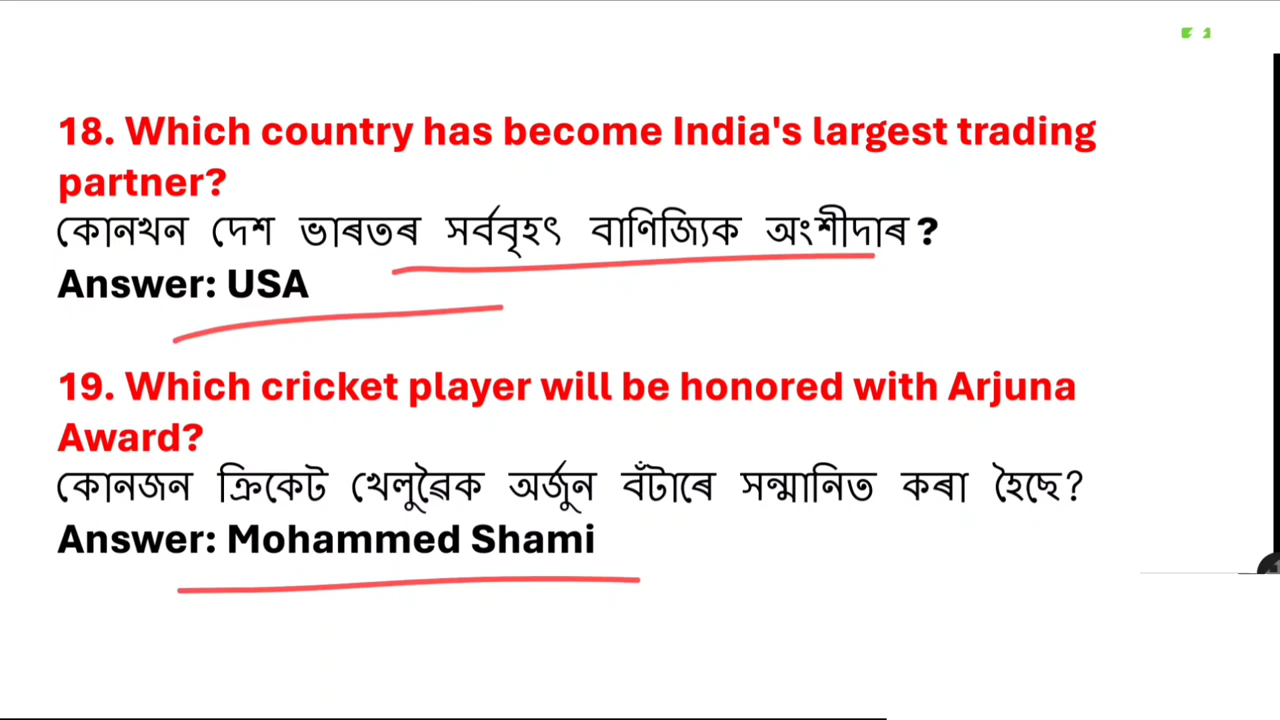 18. Which country has become India's largest trading
partner?
কোনখন দেশ ভাৰতৰ সৰ্ববৃহৎ বাণিজ্যিক অংশীদাৰ?
Answer: USA
19. Which cricket player will be honored with Arjuna
Award?
কোনজন ক্ৰিকেট খেলুৱৈক অৰ্জুন বঁটাৰে সন্মানিত কৰা হৈছে?
Answer: Mohammed Shami